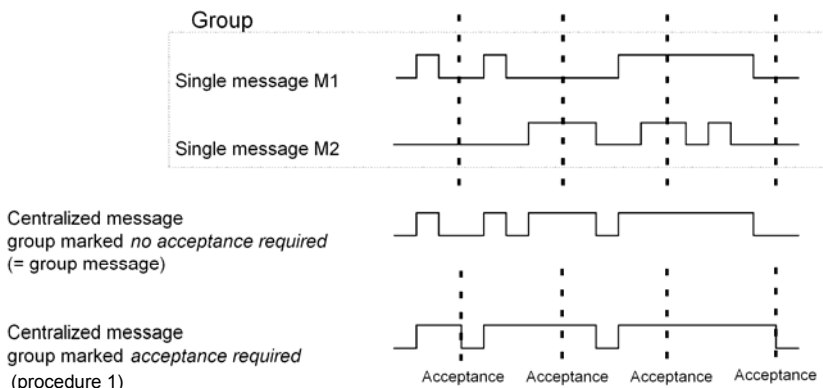 Group
Single message M1
Single message M2
Centralized message
group marked no acceptance required
(= group message)
Centralized message
group marked acceptance required
(procedure 1)
Acceptance Acceptance Acceptance Acceptance